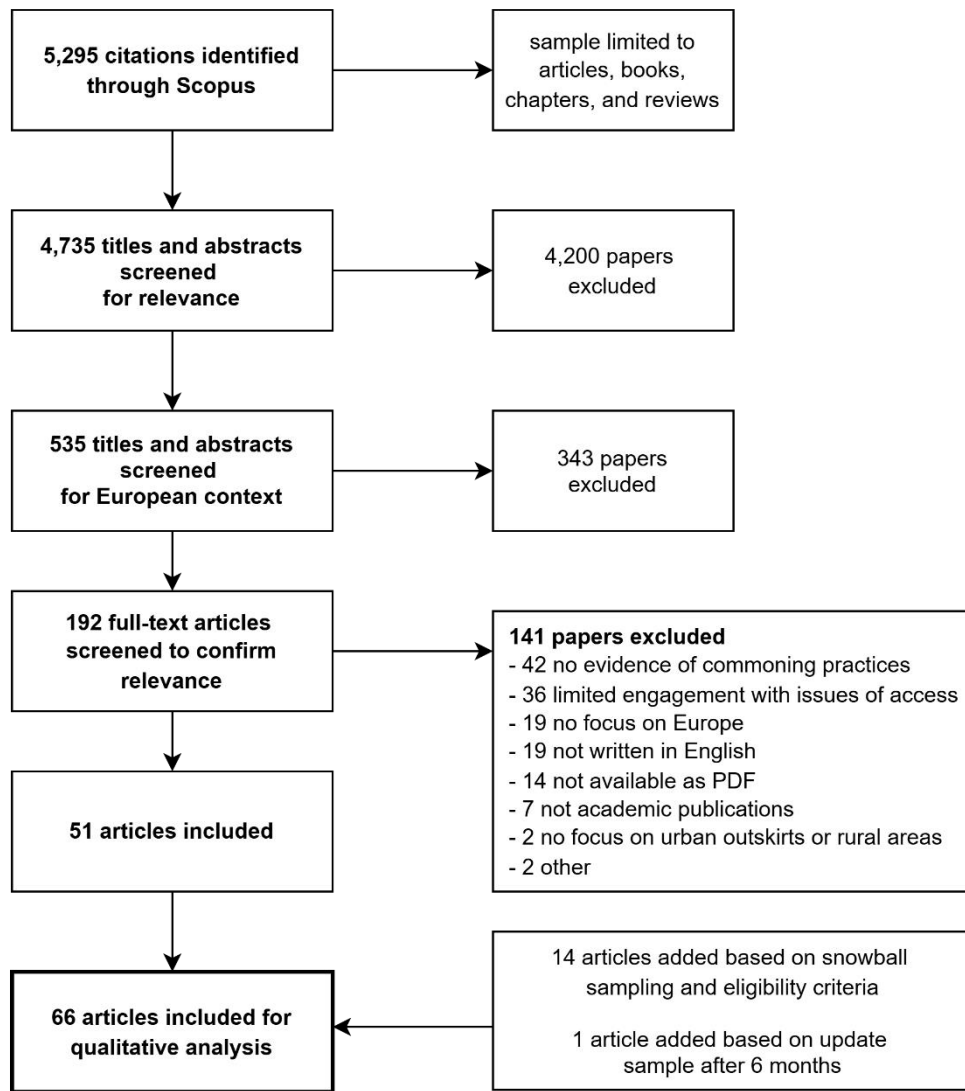 5,295 citations identified
through Scopus
sample limited to
articles, books,
chapters, and reviews
4,735 titles and abstracts
screened
for relevance
4,200 papers
excluded
535 titles and abstracts
screened
for European context
343 papers
excluded
192 full-text articles
screened to confirm
relevance
141 papers excluded
- 42 no evidence of commoning practices
- 36 limited engagement with issues of access
- 19 no focus on Europe
- 19 not written in English
- 14 not available as PDF
- 7 not academic publications
- 2 no focus on urban outskirts or rural areas
- 2 other
51 articles included
14 articles added based on snowball
sampling and eligibility criteria
1 article added based on update
sample after 6 months
66 articles included for
qualitative analysis